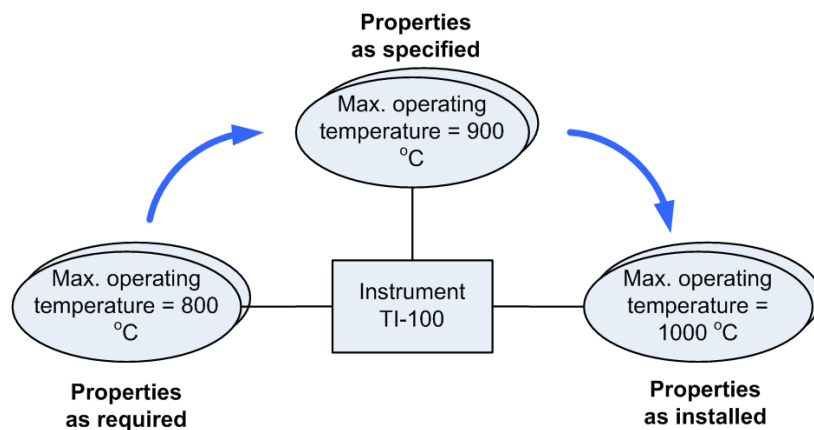 Properties
as specified
Max. operating
temperature = 900
°C
Max. operating
temperature = 800
°C
Instrument
TI-100
Max. operating
temperature =
1000 °C
Properties
as required
Properties
as installed